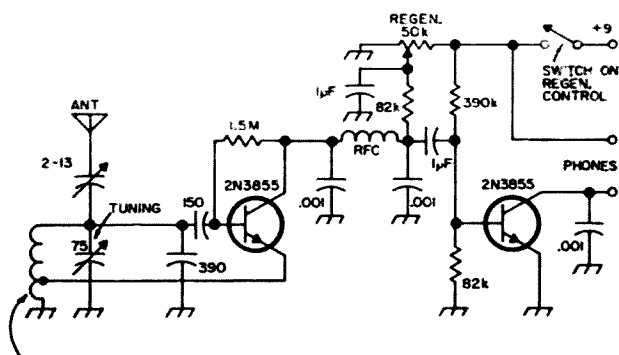 REGEN.
50k
+9
SWITCH ON
REGEN.
CONTROL
1µF
82k
390k
ANT
1.5M
2-13
RFC
1µF
PHONES
TUNING
150
2N3855
2N3855
.001
.001
.001
75
390
82k